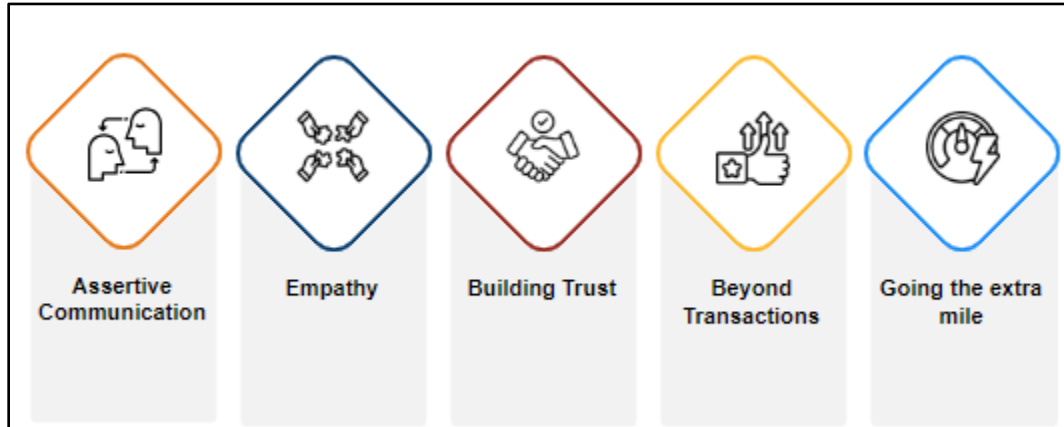 Assertive
Communication
Empathy
Building Trust
Beyond
Transactions
Going the extra
mile